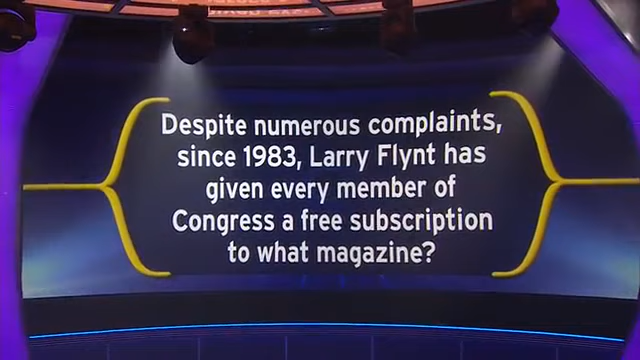 Despite numerous complaints,
since 1983, Larry Flynt has
given every member of
Congress a free subscription
to what magazine?